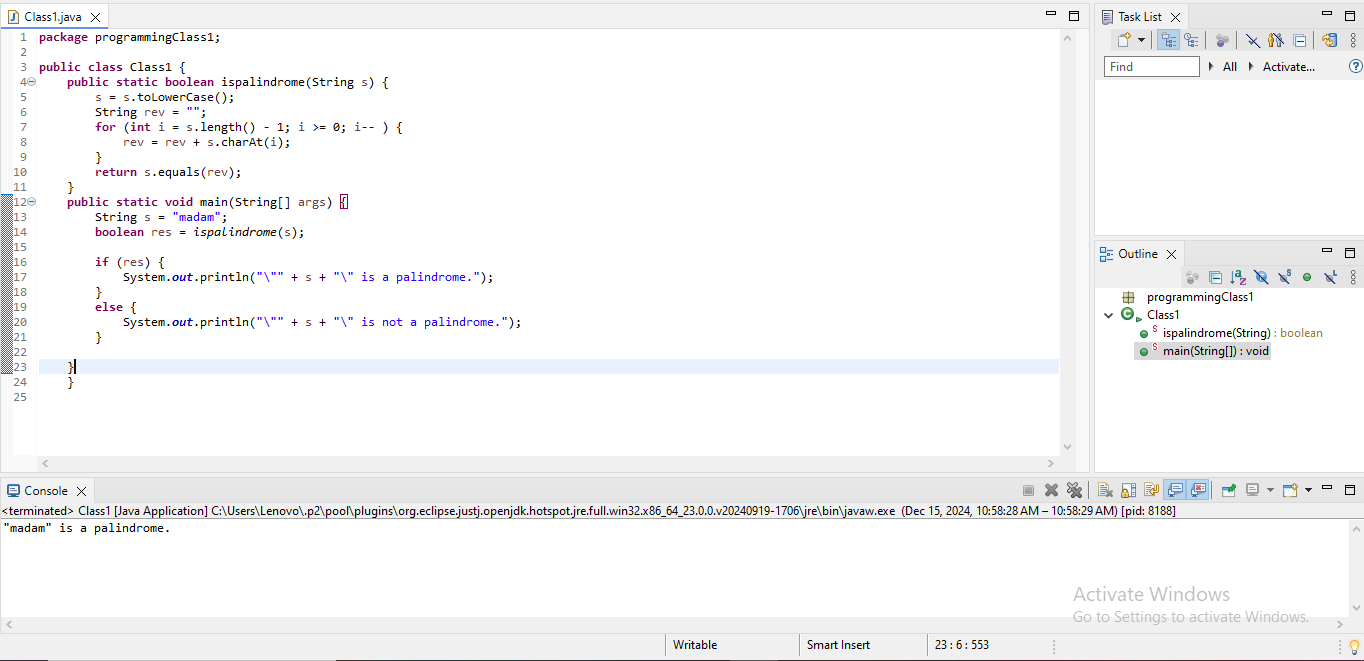 Class1.java
1 package programmingClass1;
2
3 public class Class1 {
4     public static boolean ispalindrome(String s) {
5         s = s.toLowerCase();
6         String rev = "";
7         for (int i = s.length() - 1; i >= 0; i-- ) {
8             rev = rev + s.charAt(i);
9         }
10         return s.equals(rev);
11     }
12     public static void main(String[] args) {
13         String s = "madam";
14         boolean res = ispalindrome(s);
15
16         if (res) {
17             System.out.println("\"" + s + "\" is a palindrome.");
18         }
19         else {
20             System.out.println("\"" + s + "\" is not a palindrome.");
21         }
22
23     }
24     }
25
Task List
Find All Activate...
Outline
programmingClass1
Class1
ispalindrome(String) : boolean
main(String[]) : void
Console
<terminated> Class1 [Java Application] C:\Users\Lenovo\.p2\pool\plugins\org.eclipse.justj.openjdk.hotspot.jre.full.win32.x86_64_23.0.0.v20240919-1706\jre\bin\javaw.exe (Dec 15, 2024, 10:58:28 AM – 10:58:29 AM) [pid: 8188]
"madam" is a palindrome.
Activate Windows
Go to Settings to activate Windows.
Writable Smart Insert 23 : 6 : 553